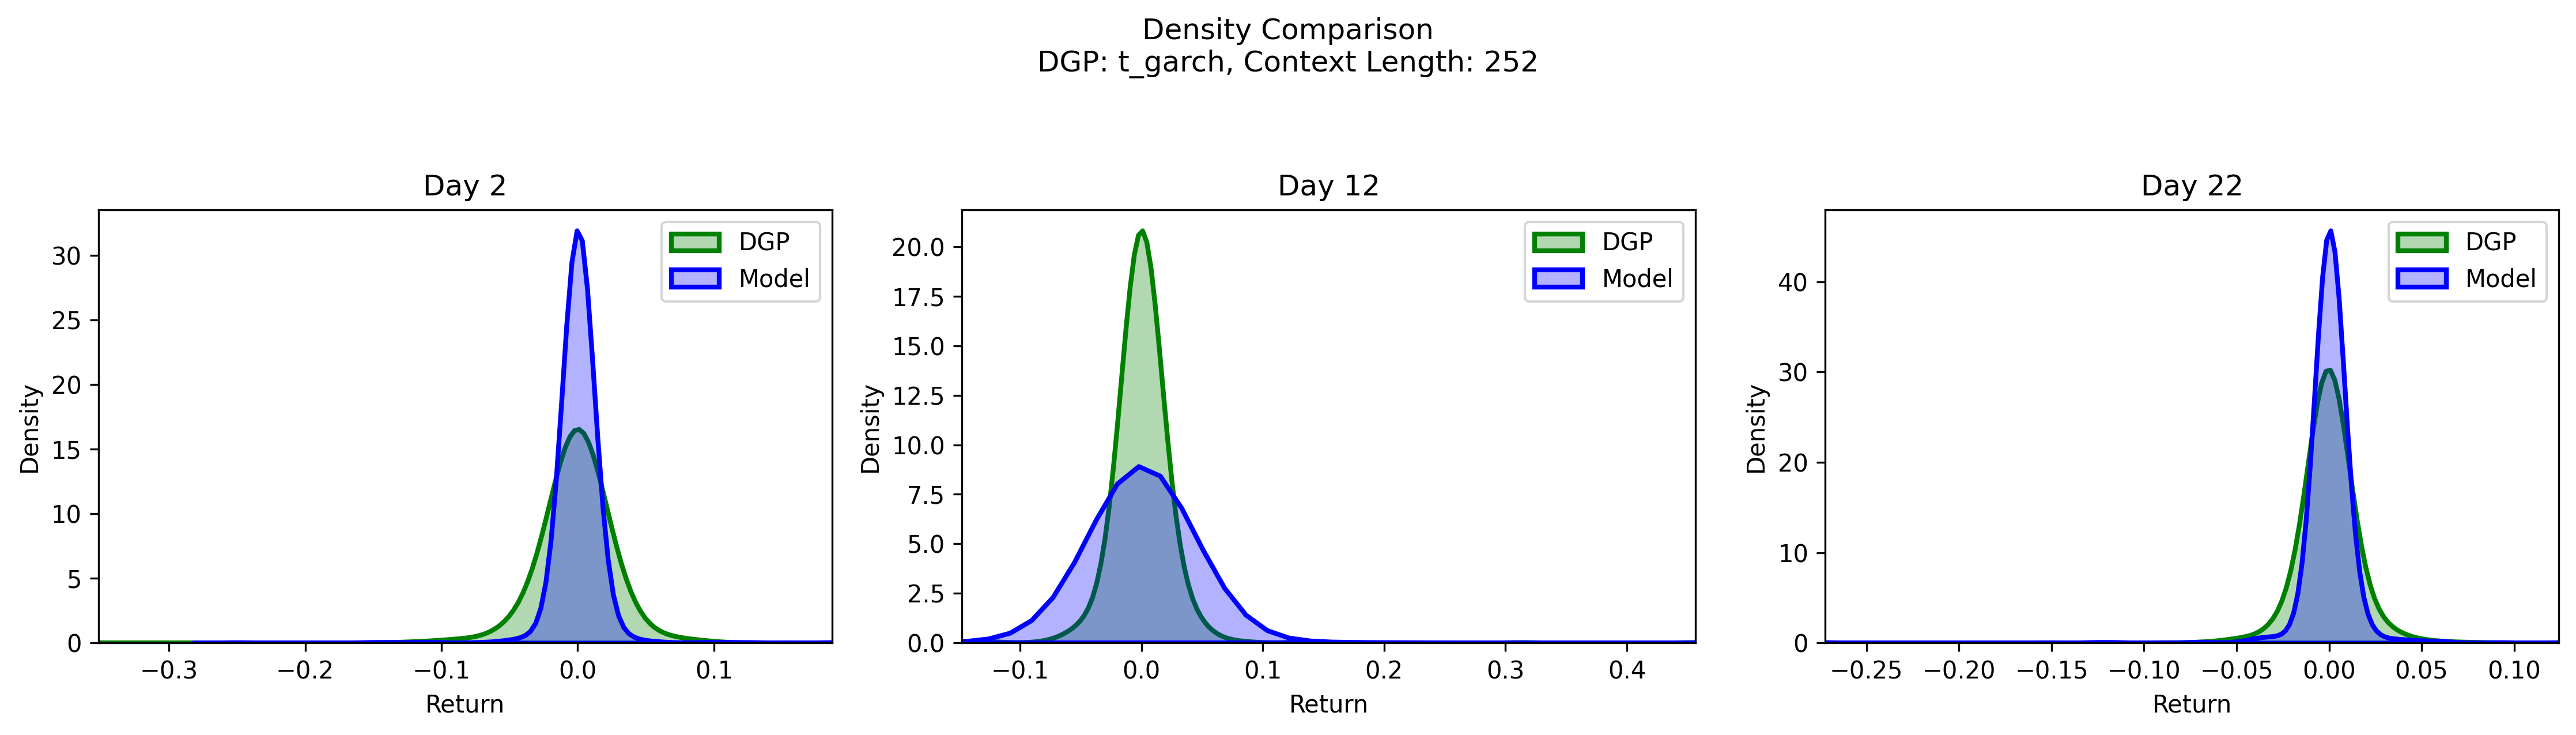 Density Comparison
DGP: t_garch, Context Length: 252
Day 2
30
25
20
15
10
5
0
Density
−0.3 −0.2 −0.1 0.0 0.1
Return
DGP
Model
Day 12
20.0
17.5
15.0
12.5
10.0
7.5
5.0
2.5
0.0
Density
−0.1 0.0 0.1 0.2 0.3 0.4
Return
DGP
Model
Day 22
40
30
20
10
0
Density
−0.25 −0.20 −0.15 −0.10 −0.05 0.00 0.05 0.10
Return
DGP
Model